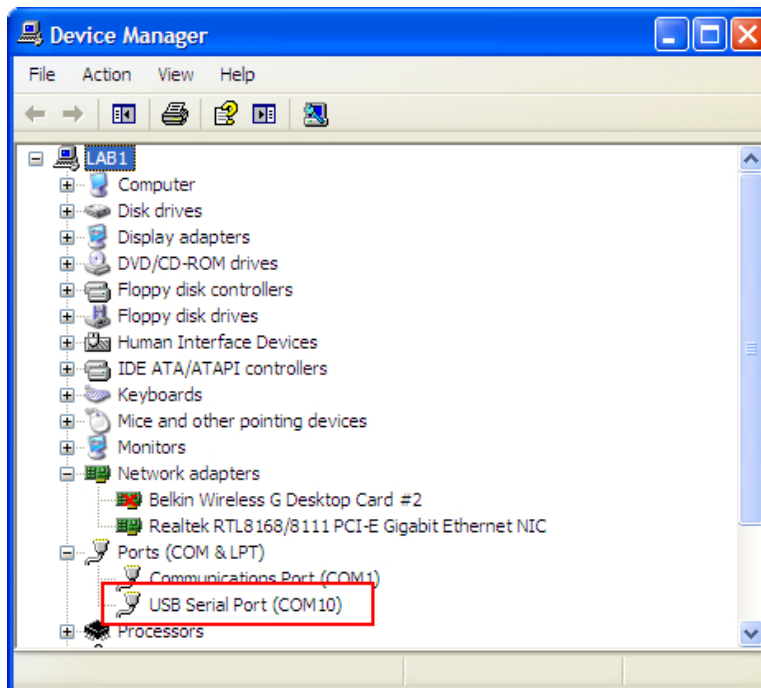 Device Manager
File Action View Help
LAB1
Computer
Disk drives
Display adapters
DVD/CD-ROM drives
Floppy disk controllers
Floppy disk drives
Human Interface Devices
IDE ATA/ATAPI controllers
Keyboards
Mice and other pointing devices
Monitors
Network adapters
Belkin Wireless G Desktop Card #2
Realtek RTL8168/8111 PCI-E Gigabit Ethernet NIC
Ports (COM & LPT)
Communications Port (COM1)
USB Serial Port (COM10)
Processors